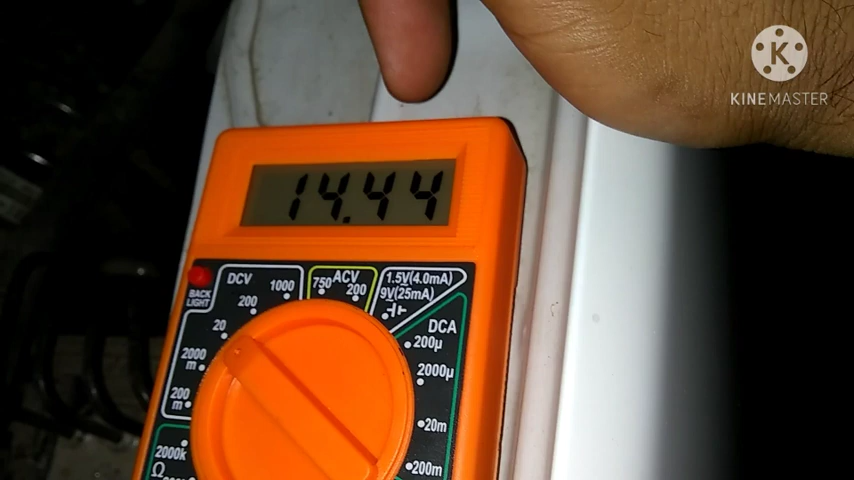 K
KINEMASTER
14.44
BACK
LIGHT
DCV
1000
200
20
2000
m
200
m
ACV
750
200
1.5V(4.0mA)
9V(25mA)
DCA
200µ
2000µ
20m
200m
2000k
Ω